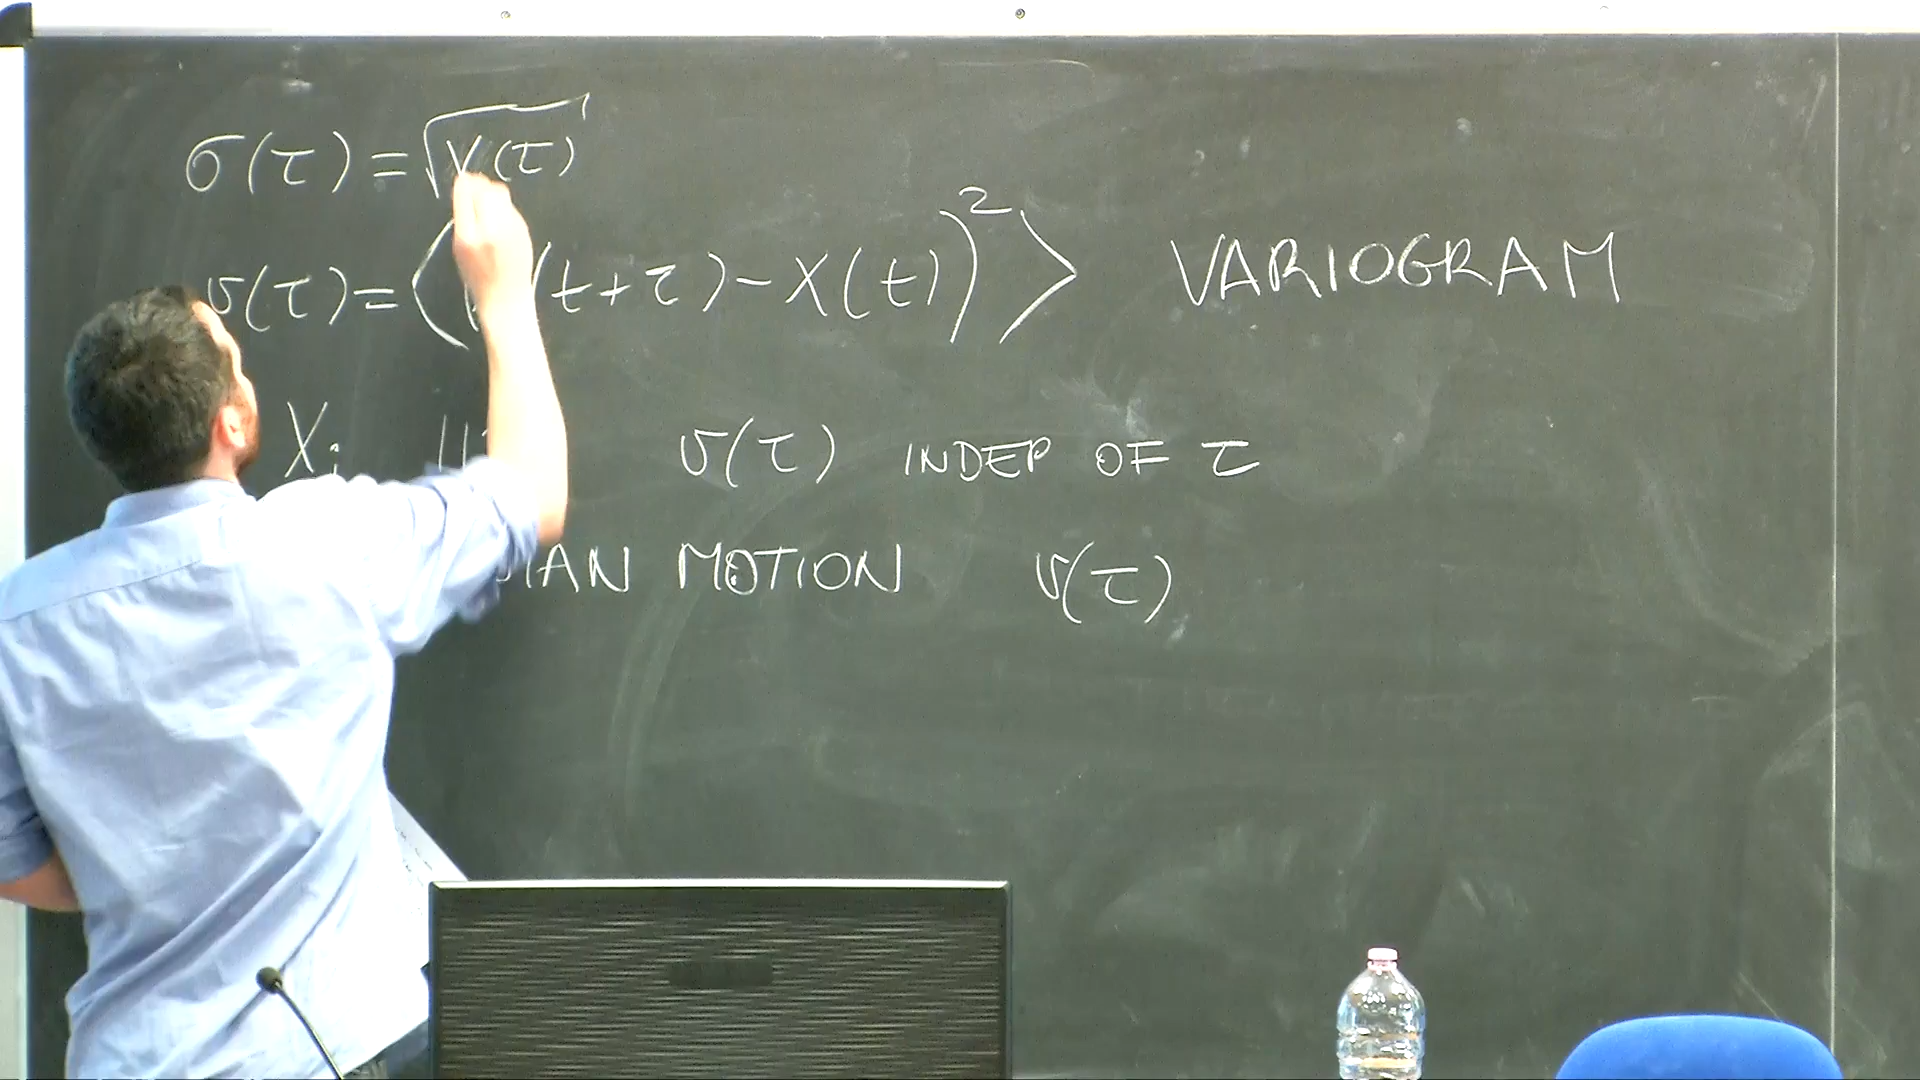 σ(τ) = √V(τ)
υ(τ) = ⟨ (t+τ) - X(t))² ⟩ VARIOGRAM
Xi υ(τ) INDEP OF τ
MOTION υ(τ)